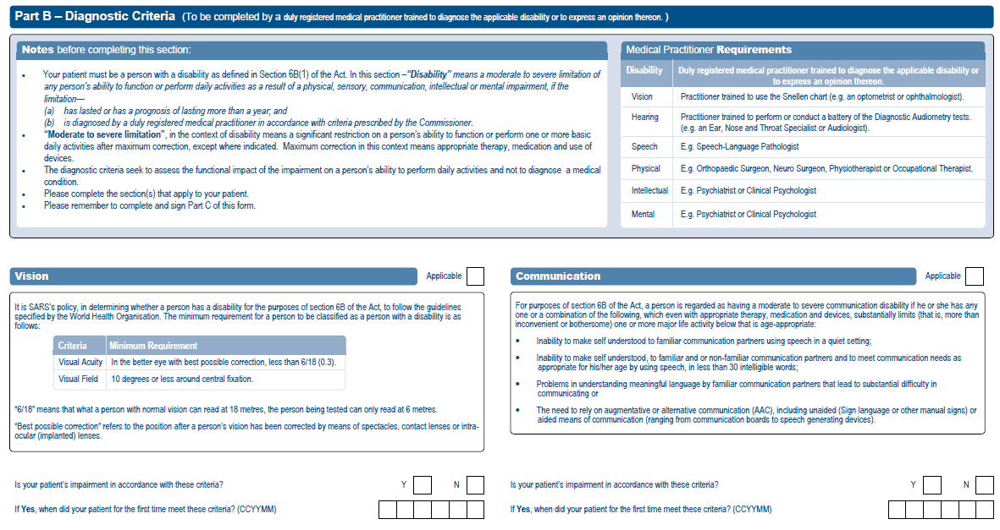 Part B – Diagnostic Criteria (To be completed by a duly registered medical practitioner trained to diagnose the applicable disability or to express an opinion thereon. )
Notes before completing this section:
• Your patient must be a person with a disability as defined in Section 6B(1) of the Act. In this section –“Disability” means a moderate to severe limitation of
any person’s ability to function or perform daily activities as a result of a physical, sensory, communication, intellectual or mental impairment, if the
limitation—
(a) has lasted or has a prognosis of lasting more than a year; and
(b) is diagnosed by a duly registered medical practitioner in accordance with criteria prescribed by the Commissioner.
• “Moderate to severe limitation”, in the context of disability means a significant restriction on a person’s ability to function or perform one or more basic
daily activities after maximum correction, except where indicated. Maximum correction in this context means appropriate therapy, medication and use of
devices.
• The diagnostic criteria seek to assess the functional impact of the impairment on a person’s ability to perform daily activities and not to diagnose a medical
condition.
• Please complete the section(s) that apply to your patient.
• Please remember to complete and sign Part C of this form.
Medical Practitioner Requirements
Disability Duly registered medical practitioner trained to diagnose the applicable disability or
to express an opinion thereon.
Vision Practitioner trained to use the Snellen chart (e.g. an optometrist or ophthalmologist).
Hearing Practitioner trained to perform or conduct a battery of the Diagnostic Audiometry tests.
(e.g. an Ear, Nose and Throat Specialist or Audiologist).
Speech E.g. Speech-Language Pathologist
Physical E.g. Orthopaedic Surgeon, Neuro Surgeon, Physiotherapist or Occupational Therapist.
Intellectual E.g. Psychiatrist or Clinical Psychologist
Mental E.g. Psychiatrist or Clinical Psychologist
Vision Applicable
It is SARS’s policy, in determining whether a person has a disability for the purposes of section 6B of the Act, to follow the guidelines
specified by the World Health Organisation. The minimum requirement for a person to be classified as a person with a disability is as
follows:
Criteria Minimum Requirement
Visual Acuity In the better eye with best possible correction, less than 6/18 (0.3).
Visual Field 10 degrees or less around central fixation.
“6/18” means that what a person with normal vision can read at 18 metres, the person being tested can only read at 6 metres.
“Best possible correction” refers to the position after a person’s vision has been corrected by means of spectacles, contact lenses or intra-
ocular (implanted) lenses.
Is your patient’s impairment in accordance with these criteria? Y N
If Yes, when did your patient for the first time meet these criteria? (CCYYMM)
Communication Applicable
For purposes of section 6B of the Act, a person is regarded as having a moderate to severe communication disability if he or she has any
one or a combination of the following, which even with appropriate therapy, medication and devices, substantially limits (that is, more than
inconvenient or bothersome) one or more major life activity below that is age-appropriate:
• Inability to make self understood to familiar communication partners using speech in a quiet setting;
• Inability to make self understood, to familiar and or non-familiar communication partners and to meet communication needs as
appropriate for his/her age by using speech, in less than 30 intelligible words;
• Problems in understanding meaningful language by familiar communication partners that lead to substantial difficulty in
communicating or
• The need to rely on augmentative or alternative communication (AAC), including unaided (Sign language or other manual signs) or
aided means of communication (ranging from communication boards to speech generating devices).
Is your patient’s impairment in accordance with these criteria? Y N
If Yes, when did your patient for the first time meet these criteria? (CCYYMM)